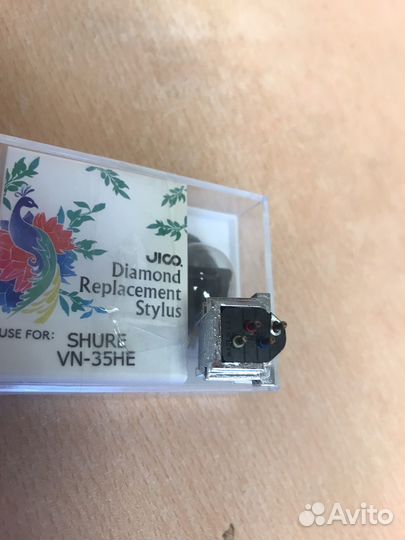 JICO.
Diamond
Replacement
Stylus
USE FOR: SHURE
VN-35HE
Avito